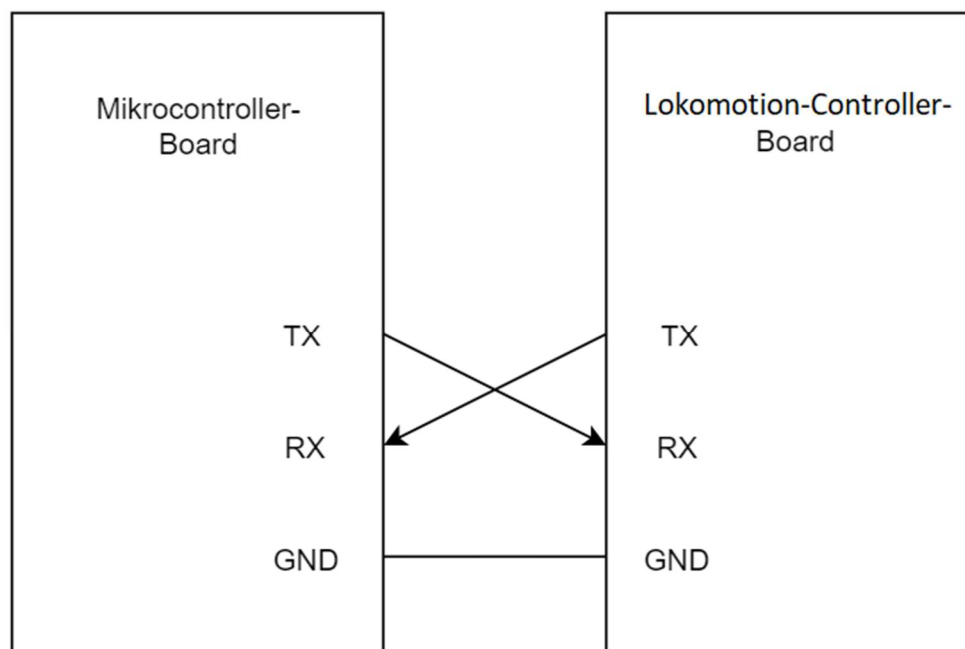 Mikrocontroller-
Board
Lokomotion-Controller-
Board
TX
TX
RX
RX
GND
GND